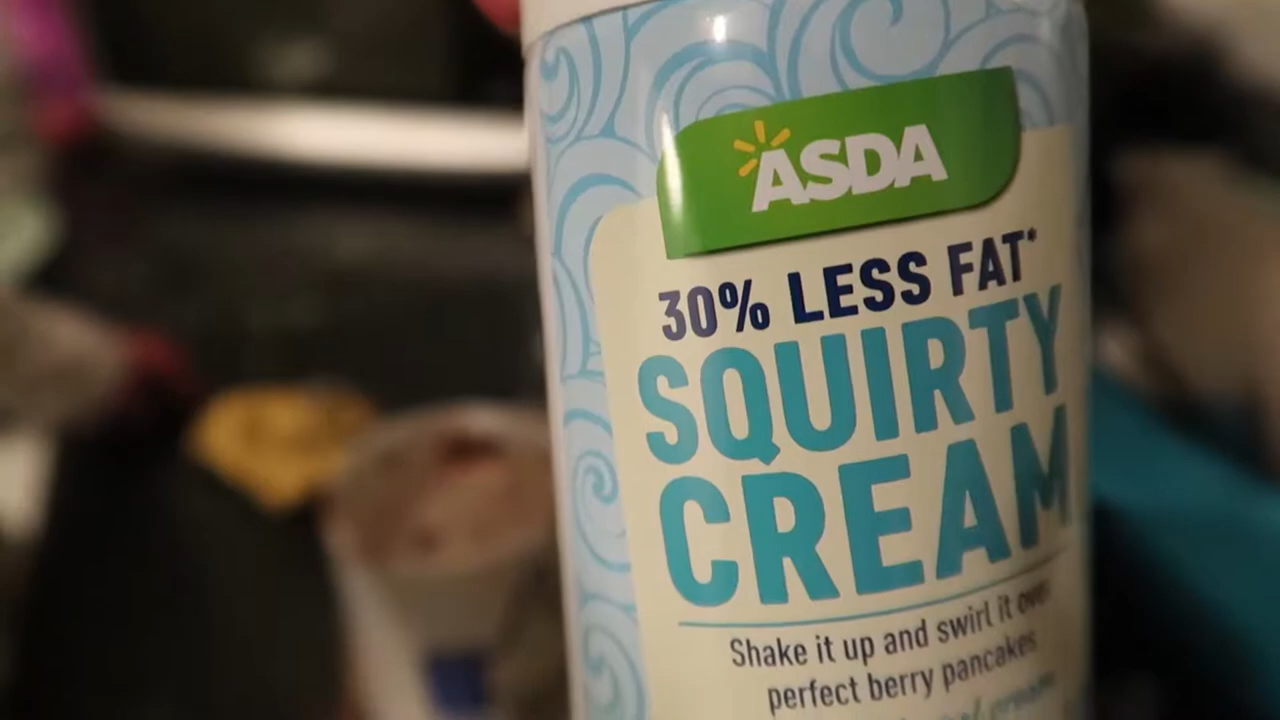 ASDA
30% LESS FAT*
SQUIRTY
CREAM
Shake it up and swirl it over
perfect berry pancakes